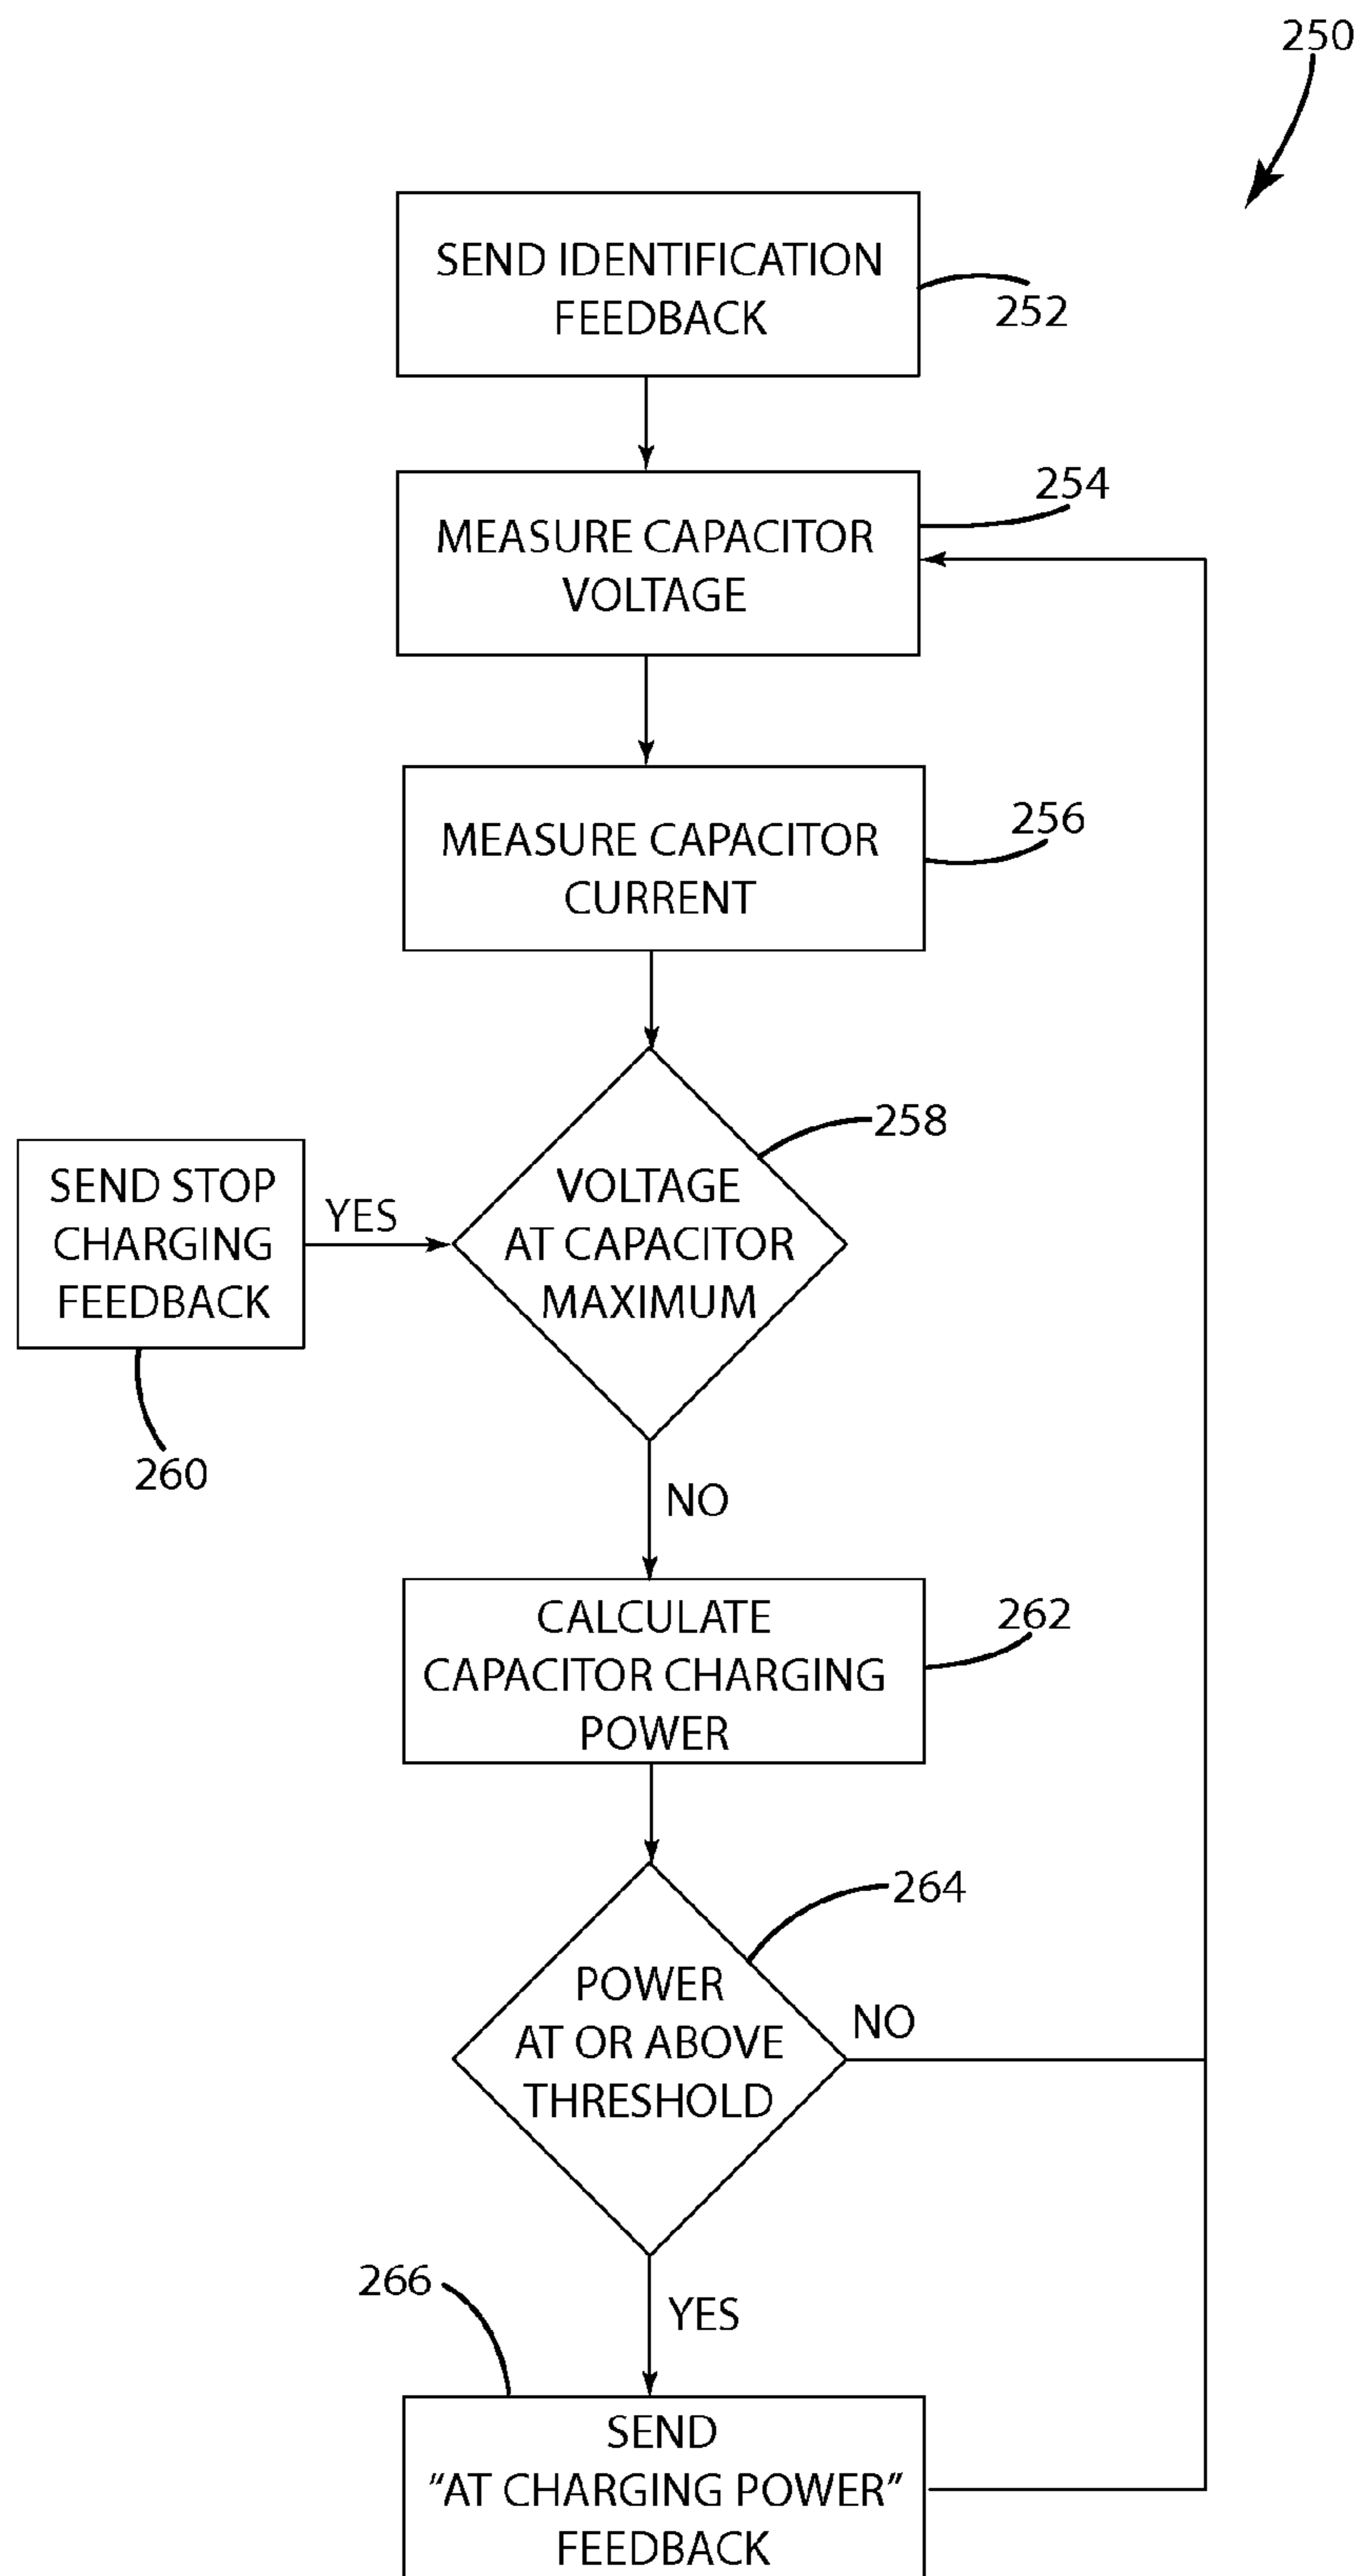 250
SEND IDENTIFICATION
FEEDBACK
252
254
MEASURE CAPACITOR
VOLTAGE
256
MEASURE CAPACITOR
CURRENT
258
VOLTAGE
AT CAPACITOR
MAXIMUM
SEND STOP
CHARGING
FEEDBACK
YES
260
NO
CALCULATE
CAPACITOR CHARGING
POWER
262
264
POWER
AT OR ABOVE
THRESHOLD
NO
266
YES
SEND
"AT CHARGING POWER"
FEEDBACK